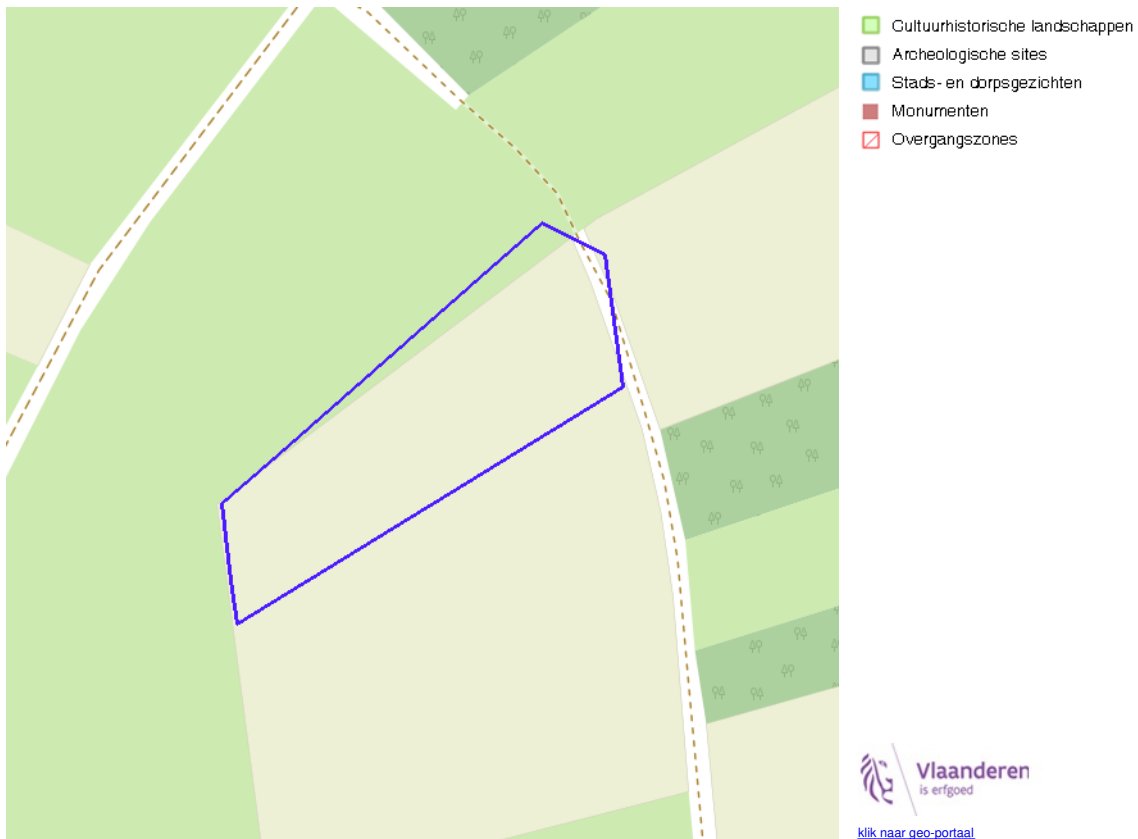 Cultuurhistorische landschappen
Archeologische sites
Stads- en dorpsgezichten
Monumenten
Overgangszones
Vlaanderen
is erfgoed
klik naar geo-portaal